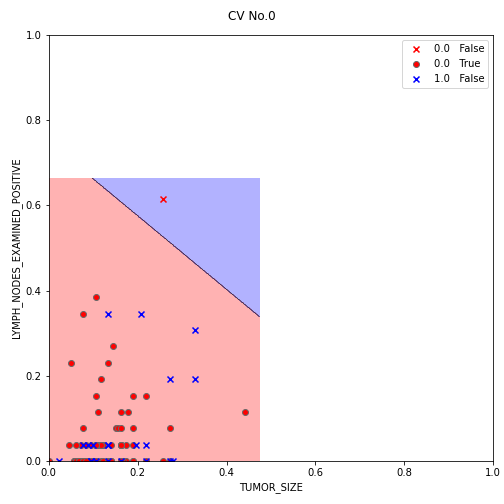 CV No.0
1.0
0.8
0.6
0.4
0.2
0.0
LYMPH_NODES_EXAMINED_POSITIVE
0.0 False
0.0 True
1.0 False
0.0 0.2 0.4 0.6 0.8 1.0
TUMOR_SIZE